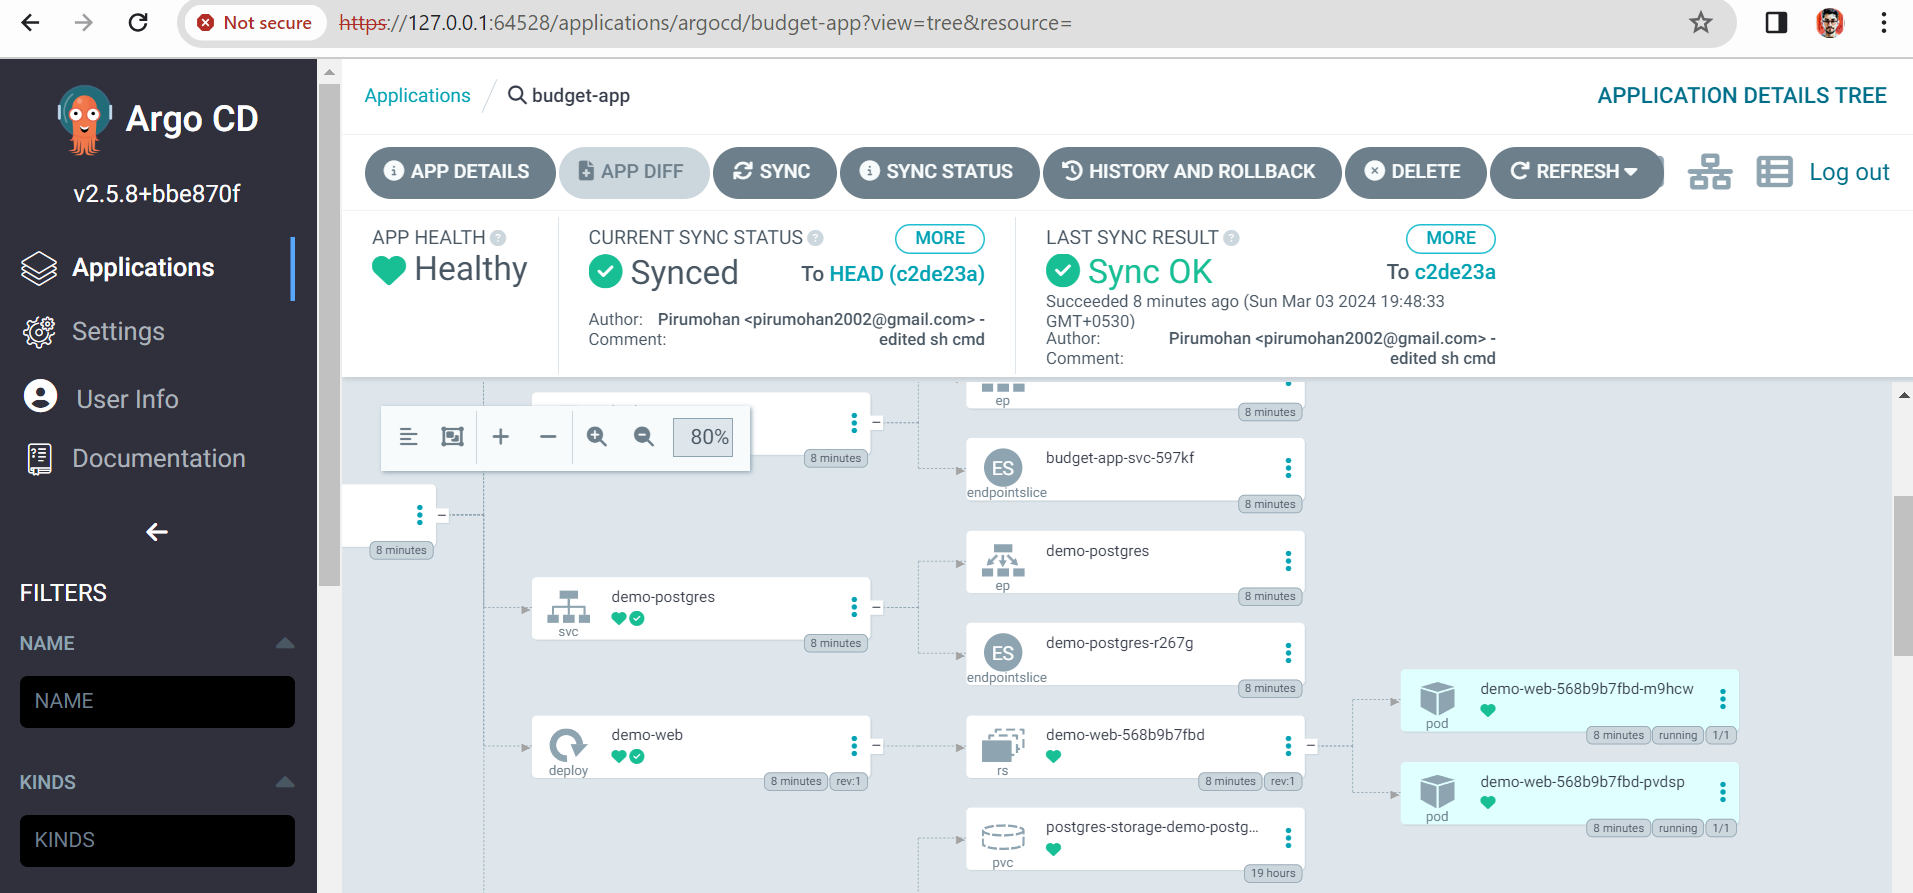 Not secure https://127.0.0.1:64528/applications/argocd/budget-app?view=tree&resource=
Argo CD
v2.5.8+bbe870f
Applications
Settings
User Info
Documentation
FILTERS
NAME
NAME
KINDS
KINDS
Applications / budget-app APPLICATION DETAILS TREE
APP DETAILS APP DIFF SYNC SYNC STATUS HISTORY AND ROLLBACK DELETE REFRESH Log out
APP HEALTH
Healthy
CURRENT SYNC STATUS MORE
Synced To HEAD (c2de23a)
Author: Pirumohan <pirumohan2002@gmail.com> -
Comment: edited sh cmd
LAST SYNC RESULT MORE
Sync OK To c2de23a
Succeeded 8 minutes ago (Sun Mar 03 2024 19:48:33
GMT+0530)
Author: Pirumohan <pirumohan2002@gmail.com> -
Comment: edited sh cmd
80%
8 minutes
8 minutes
ep
8 minutes
ES budget-app-svc-597kf
endpointslice
8 minutes
demo-postgres
svc
8 minutes
demo-postgres
ep
8 minutes
ES demo-postgres-r267g
endpointslice
8 minutes
demo-web
deploy
8 minutes rev:1
demo-web-568b9b7fbd
rs
8 minutes rev:1
demo-web-568b9b7fbd-m9hcw
pod
8 minutes running 1/1
demo-web-568b9b7fbd-pvdsp
pod
8 minutes running 1/1
postgres-storage-demo-postg...
pvc
19 hours